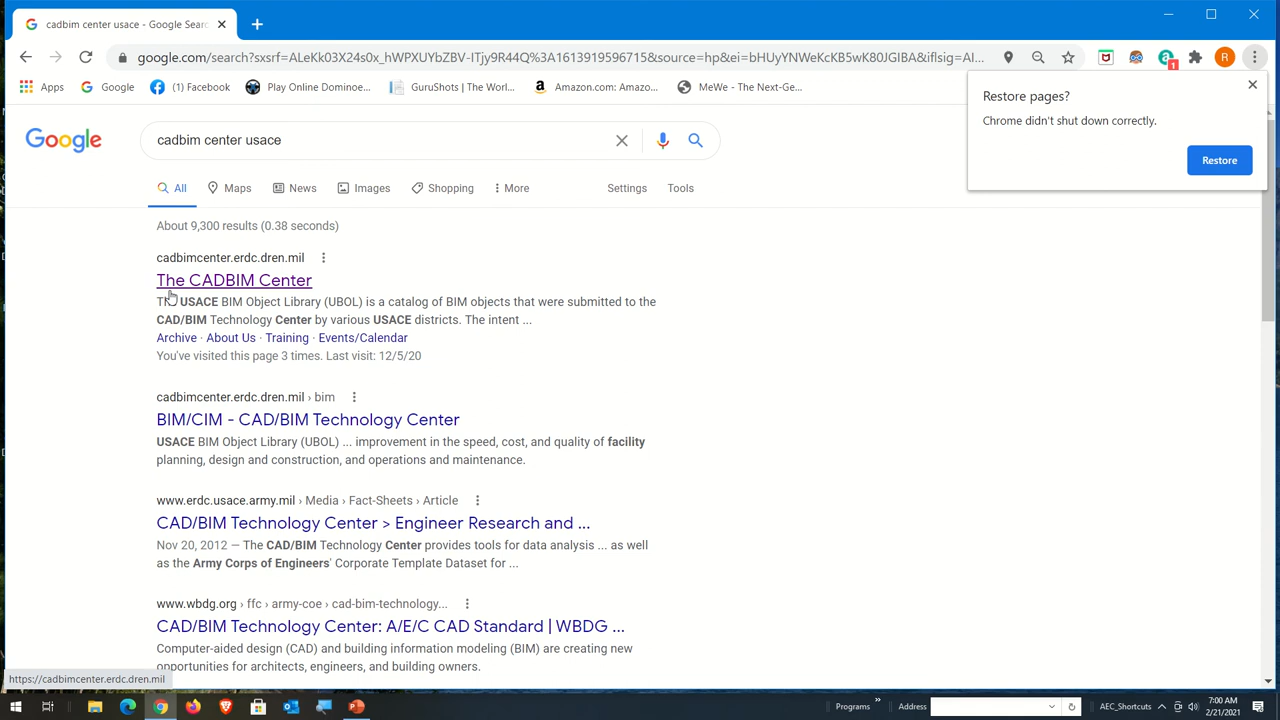 cadbim center usace - Google Sear
google.com/search?sxsrf=ALeKk03X24s0x_hWPXUYbZBV-ITjy9R44Q%3A1613919596715&source=hp&ei=bHUyYNWeKcKB5wK80JGIBA&iflsig=AI...
1
R
Apps
Google
(1) Facebook
Play Online Dominoe...
GuruShots | The Worl...
Amazon.com: Amazo...
MeWe - The Next-Ge...
Restore pages?
Chrome didn't shut down correctly.
Restore
Google
cadbim center usace
All
Maps
News
Images
Shopping
More
Settings
Tools
About 9,300 results (0.38 seconds)
cadbimcenter.erdc.dren.mil
The CADBIM Center
USACE BIM Object Library (UBOL) is a catalog of BIM objects that were submitted to the
CAD/BIM Technology Center by various USACE districts. The intent ...
Archive · About Us · Training · Events/Calendar
You've visited this page 3 times. Last visit: 12/5/20
cadbimcenter.erdc.dren.mil › bim
BIM/CIM - CAD/BIM Technology Center
USACE BIM Object Library (UBOL) ... improvement in the speed, cost, and quality of facility
planning, design and construction, and operations and maintenance.
www.erdc.usace.army.mil › Media › Fact-Sheets › Article
CAD/BIM Technology Center > Engineer Research and ...
Nov 20, 2012 — The CAD/BIM Technology Center provides tools for data analysis ... as well
as the Army Corps of Engineers' Corporate Template Dataset for ...
www.wbdg.org › ffc › army-coe › cad-bim-technology...
CAD/BIM Technology Center: A/E/C CAD Standard | WBDG ...
Computer-aided design (CAD) and building information modeling (BIM) are creating new
opportunities for architects, engineers, and building owners.
https://cadbimcenter.erdc.dren.mil
Programs
Address
AEC_Shortcuts
7:00 AM
2/21/2021